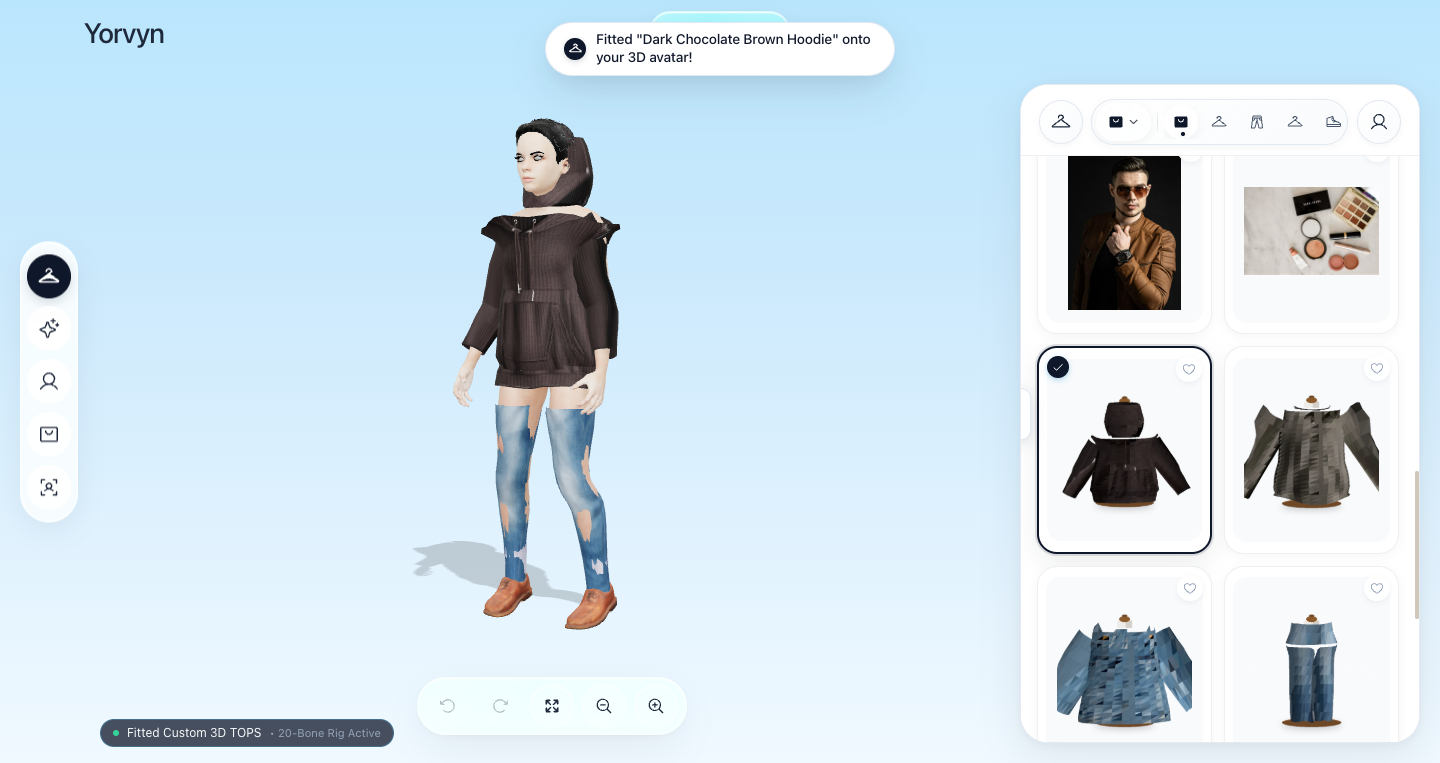 Yorvyn
Fitted "Dark Chocolate Brown Hoodie" onto
your 3D avatar!
Fitted Custom 3D TOPS · 20-Bone Rig Active